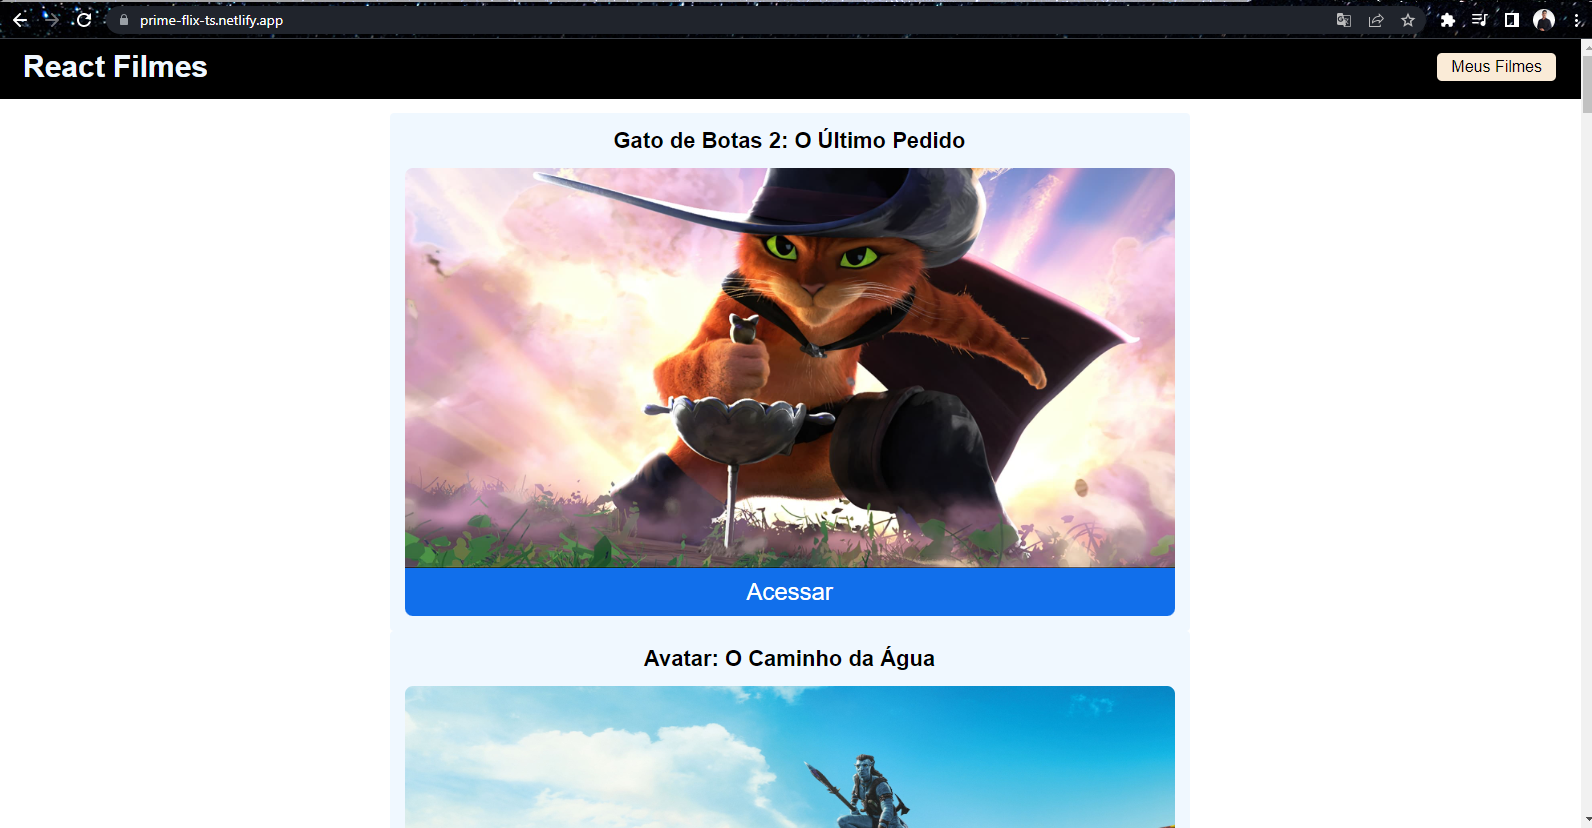 prime-flix-ts.netlify.app
React Filmes
Meus Filmes
Gato de Botas 2: O Último Pedido
Acessar
Avatar: O Caminho da Água